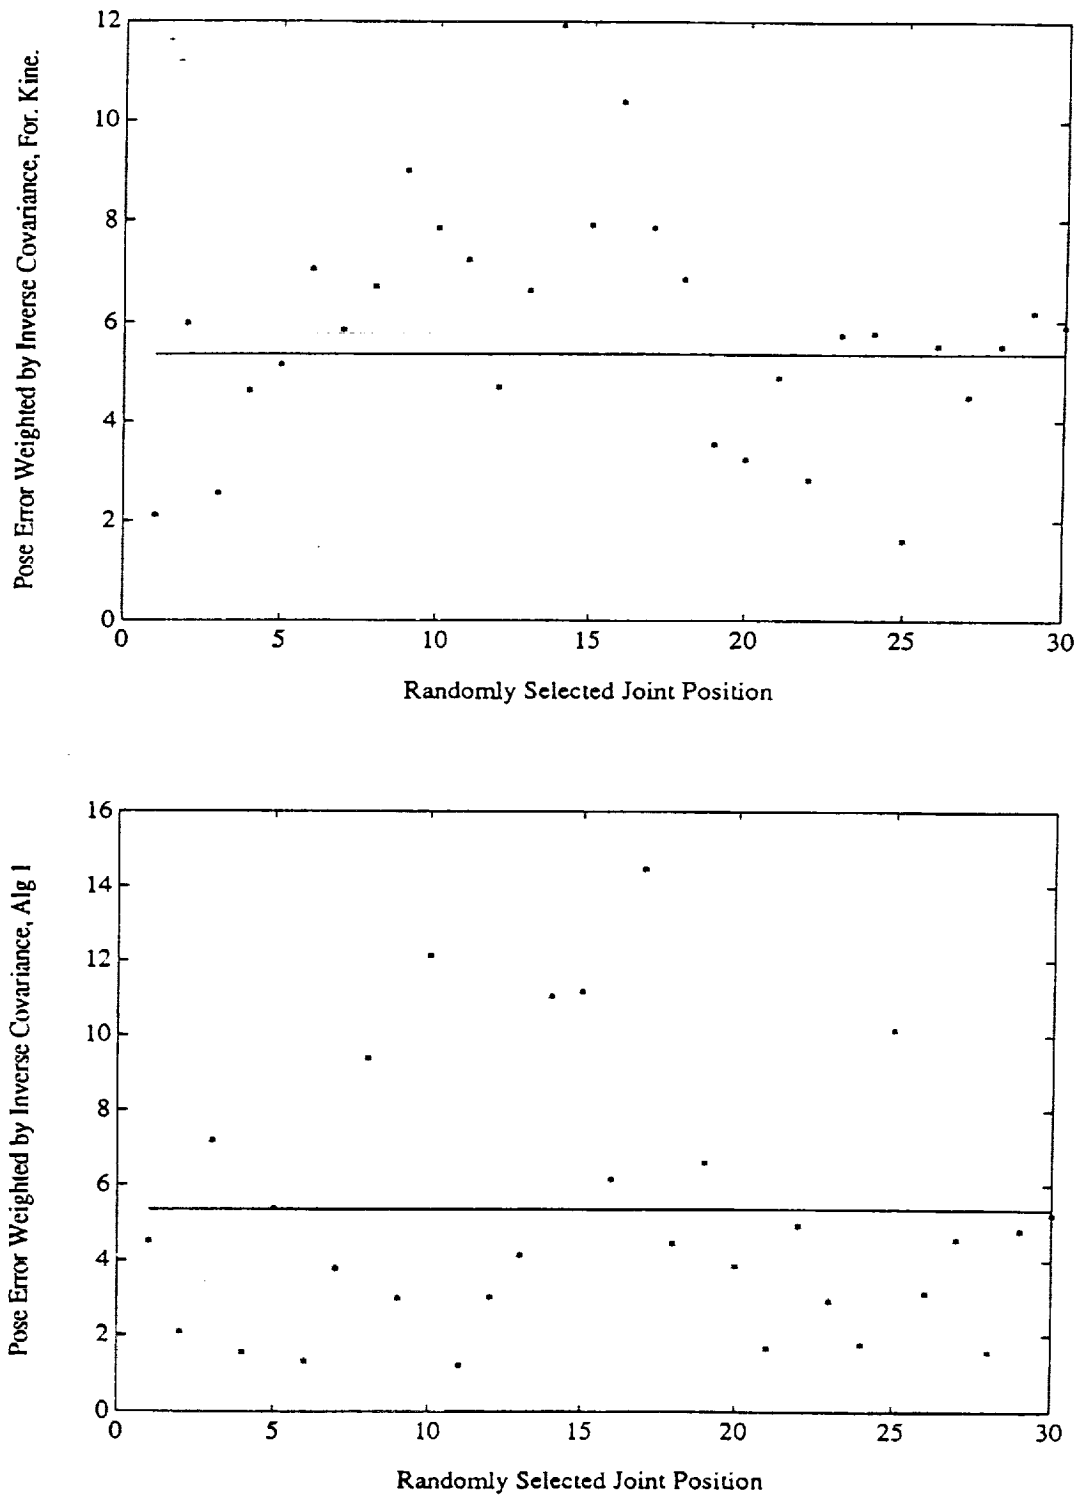 Pose Error Weighted by Inverse Covariance, For. Kine.
12
10
8
6
4
2
0
0 5 10 15 20 25 30
Randomly Selected Joint Position
Pose Error Weighted by Inverse Covariance, Alg 1
16
14
12
10
8
6
4
2
0
0 5 10 15 20 25 30
Randomly Selected Joint Position